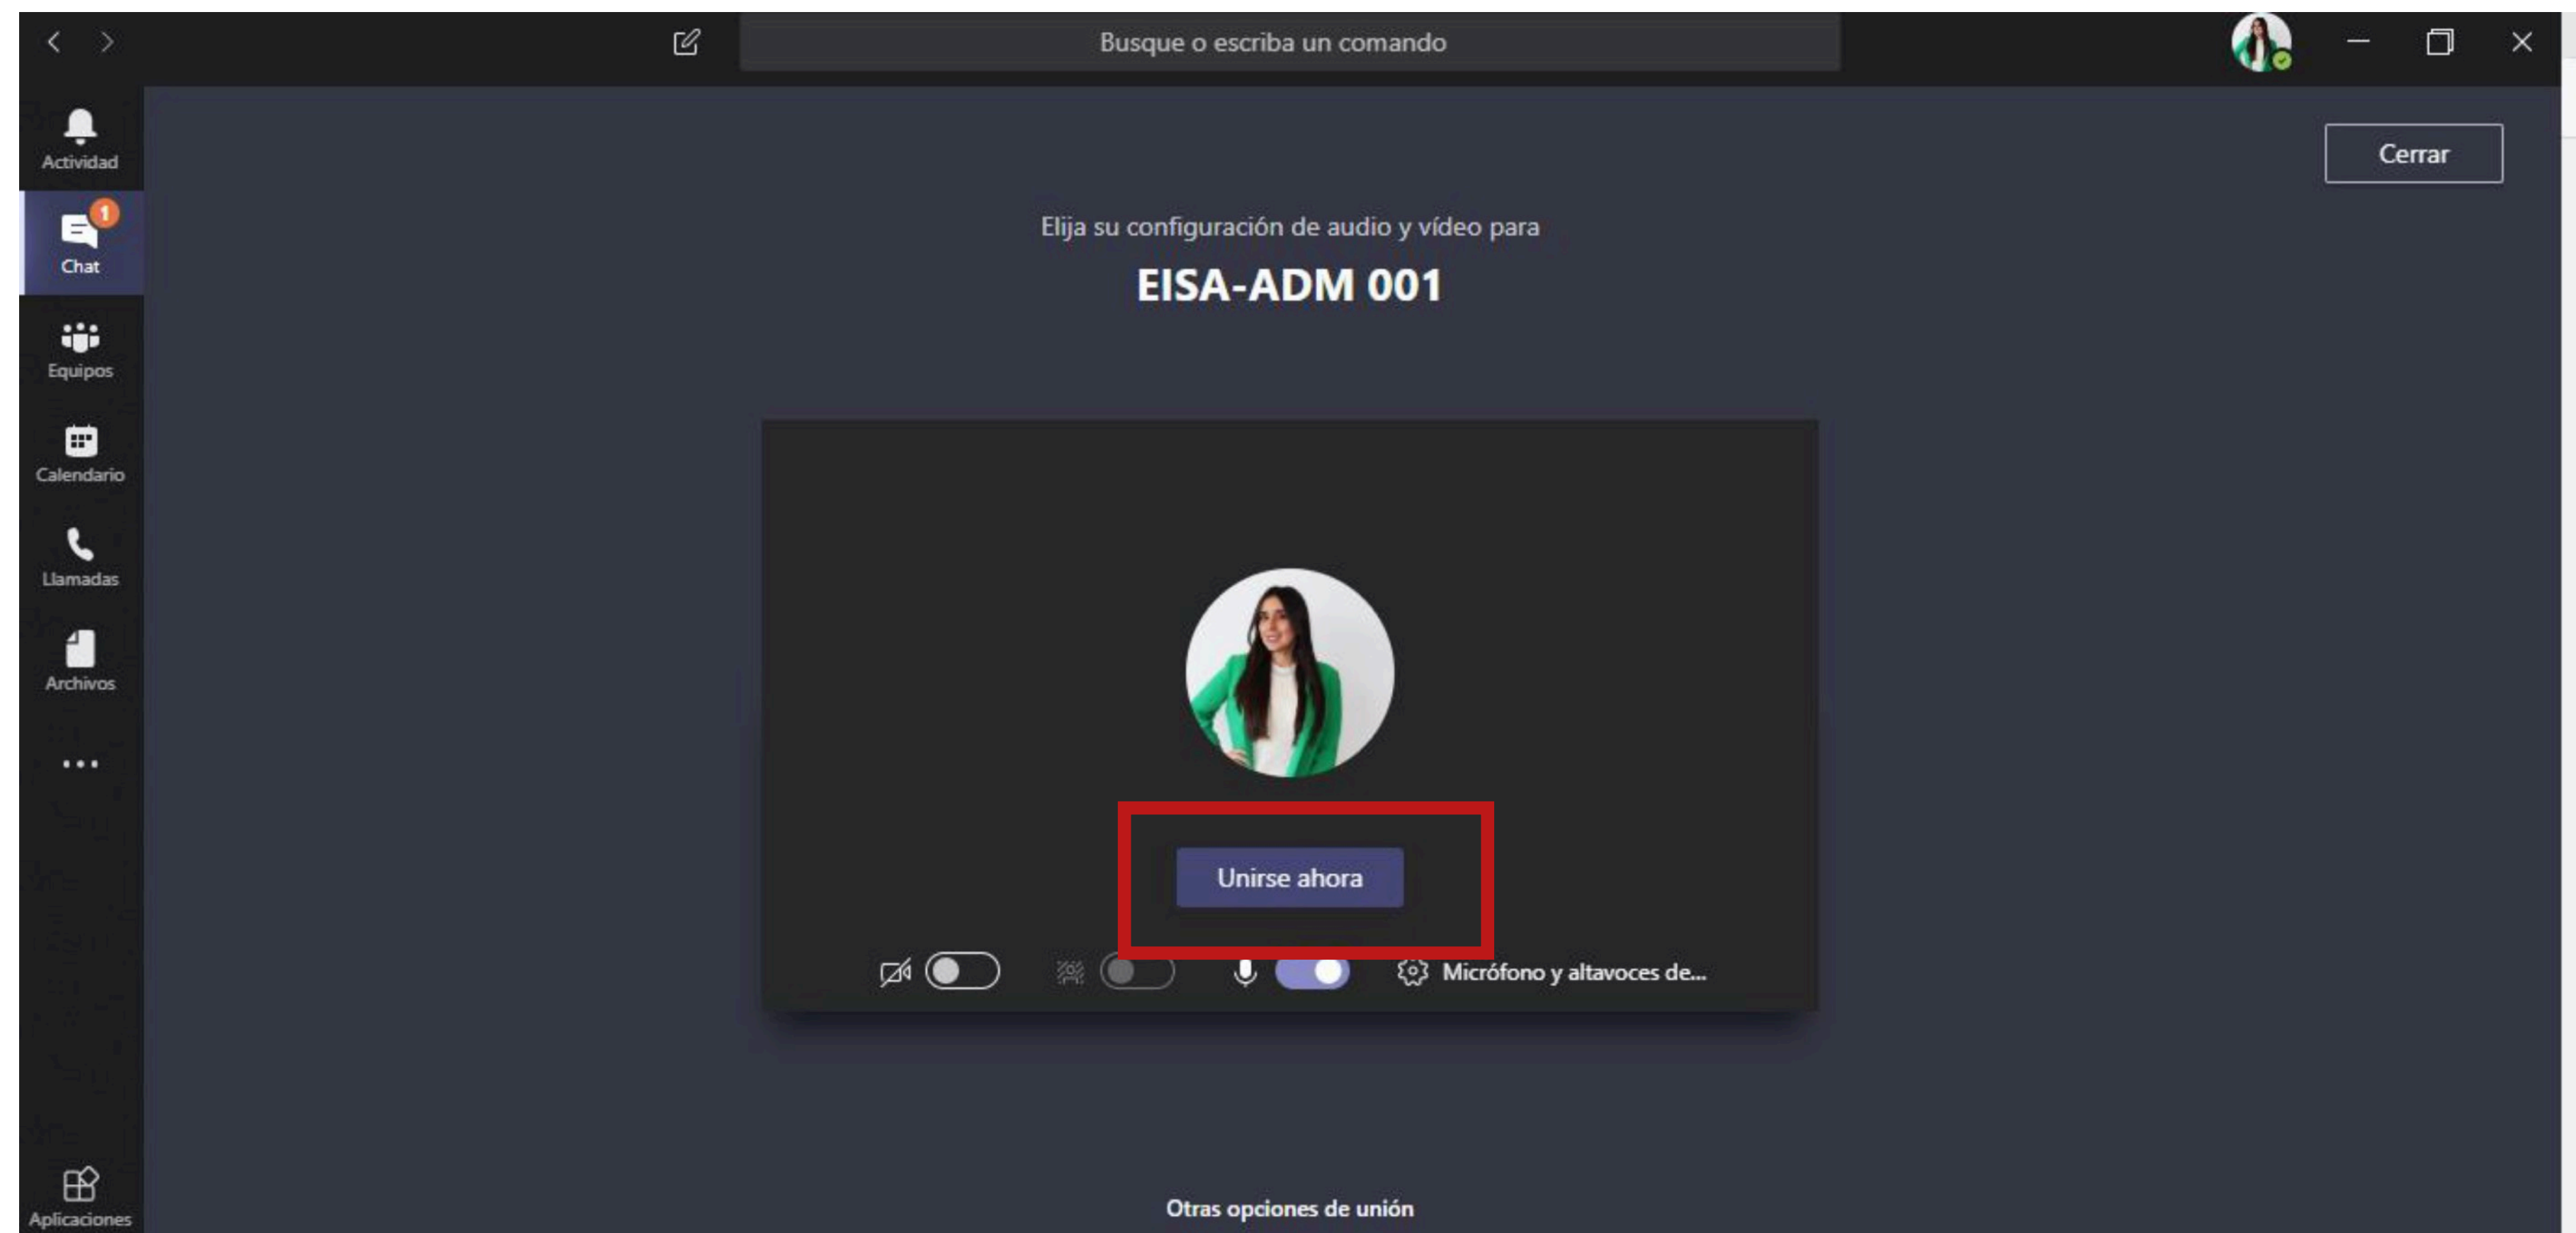 Busque o escriba un comando
Actividad
1
Chat
Equipos
Calendario
Llamadas
Archivos
Aplicaciones
Cerrar
Elija su configuración de audio y vídeo para
EISA-ADM 001
Unirse ahora
Micrófono y altavoces de...
Otras opciones de unión